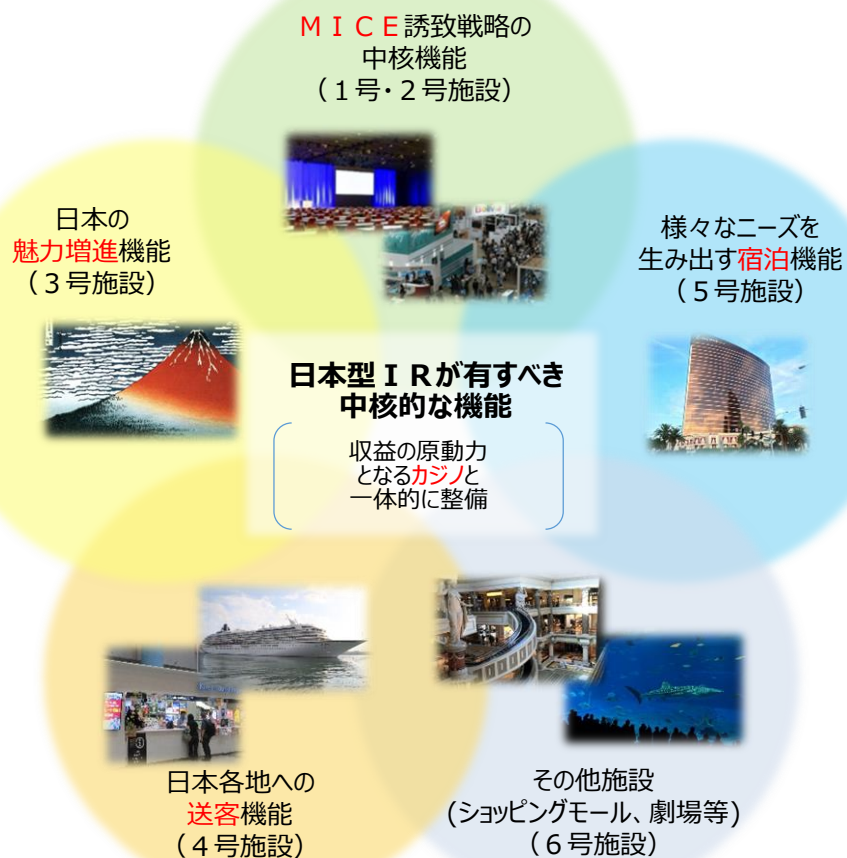 ＭＩＣＥ誘致戦略の
中核機能
（１号・２号施設）
日本の
魅力増進機能
（３号施設）
様々なニーズを
生み出す宿泊機能
（５号施設）
日本型ＩＲが有すべき
中核的な機能
収益の原動力
となるカジノと
一体的に整備
日本各地への
送客機能
（４号施設）
その他施設
(ショッピングモール、劇場等)
（６号施設）